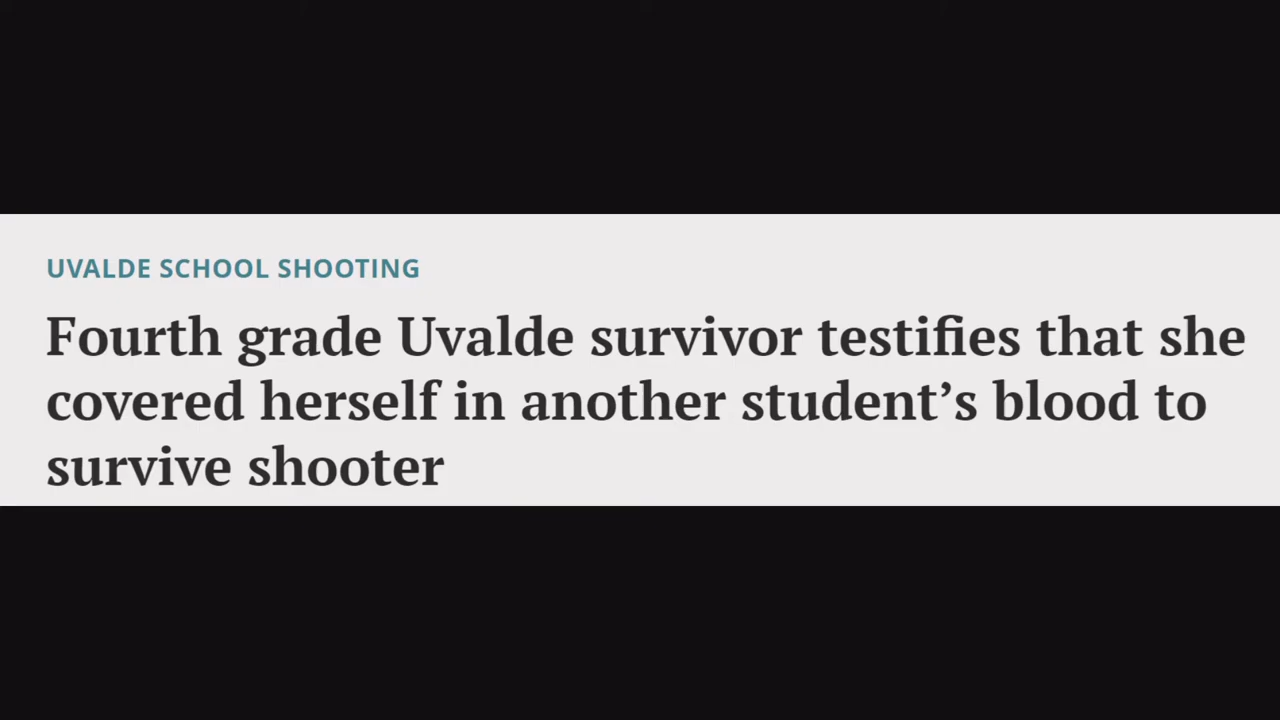 UVALDE SCHOOL SHOOTING
Fourth grade Uvalde survivor testifies that she
covered herself in another student’s blood to
survive shooter